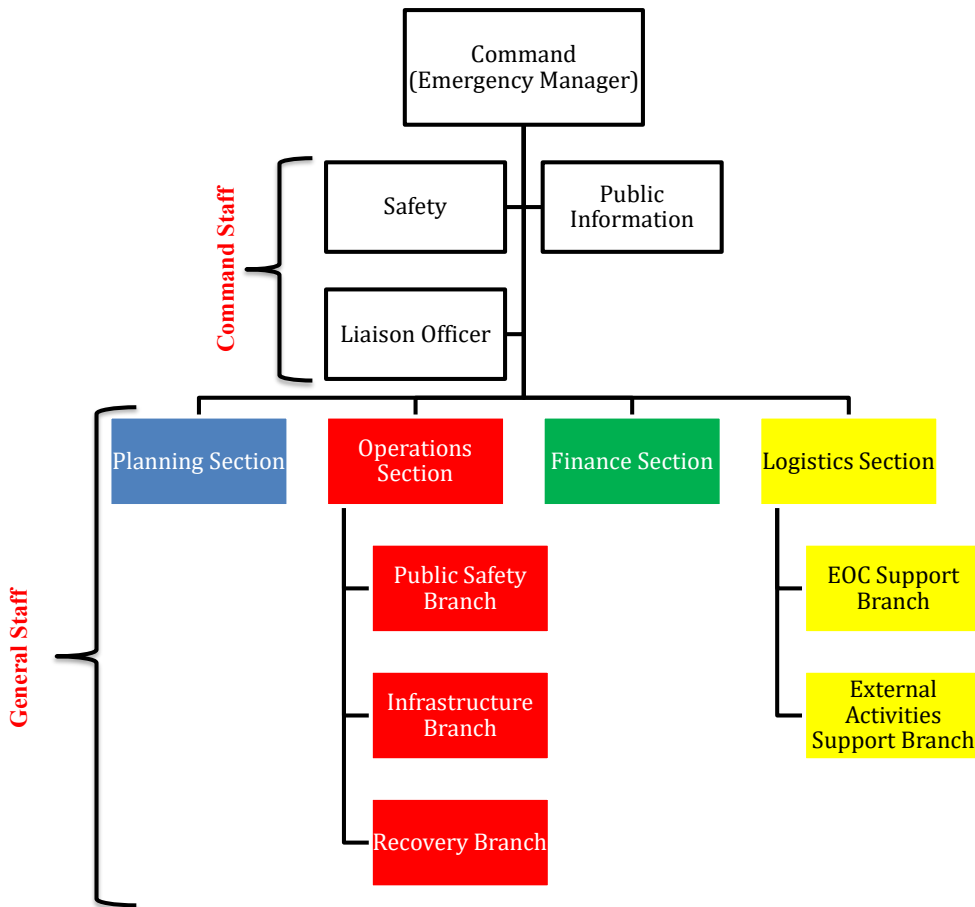 Command
(Emergency Manager)
Command Staff
Safety
Public
Information
Liaison Officer
General Staff
Planning Section
Operations
Section
Finance Section
Logistics Section
Public Safety
Branch
EOC Support
Branch
Infrastructure
Branch
External
Activities
Support Branch
Recovery Branch